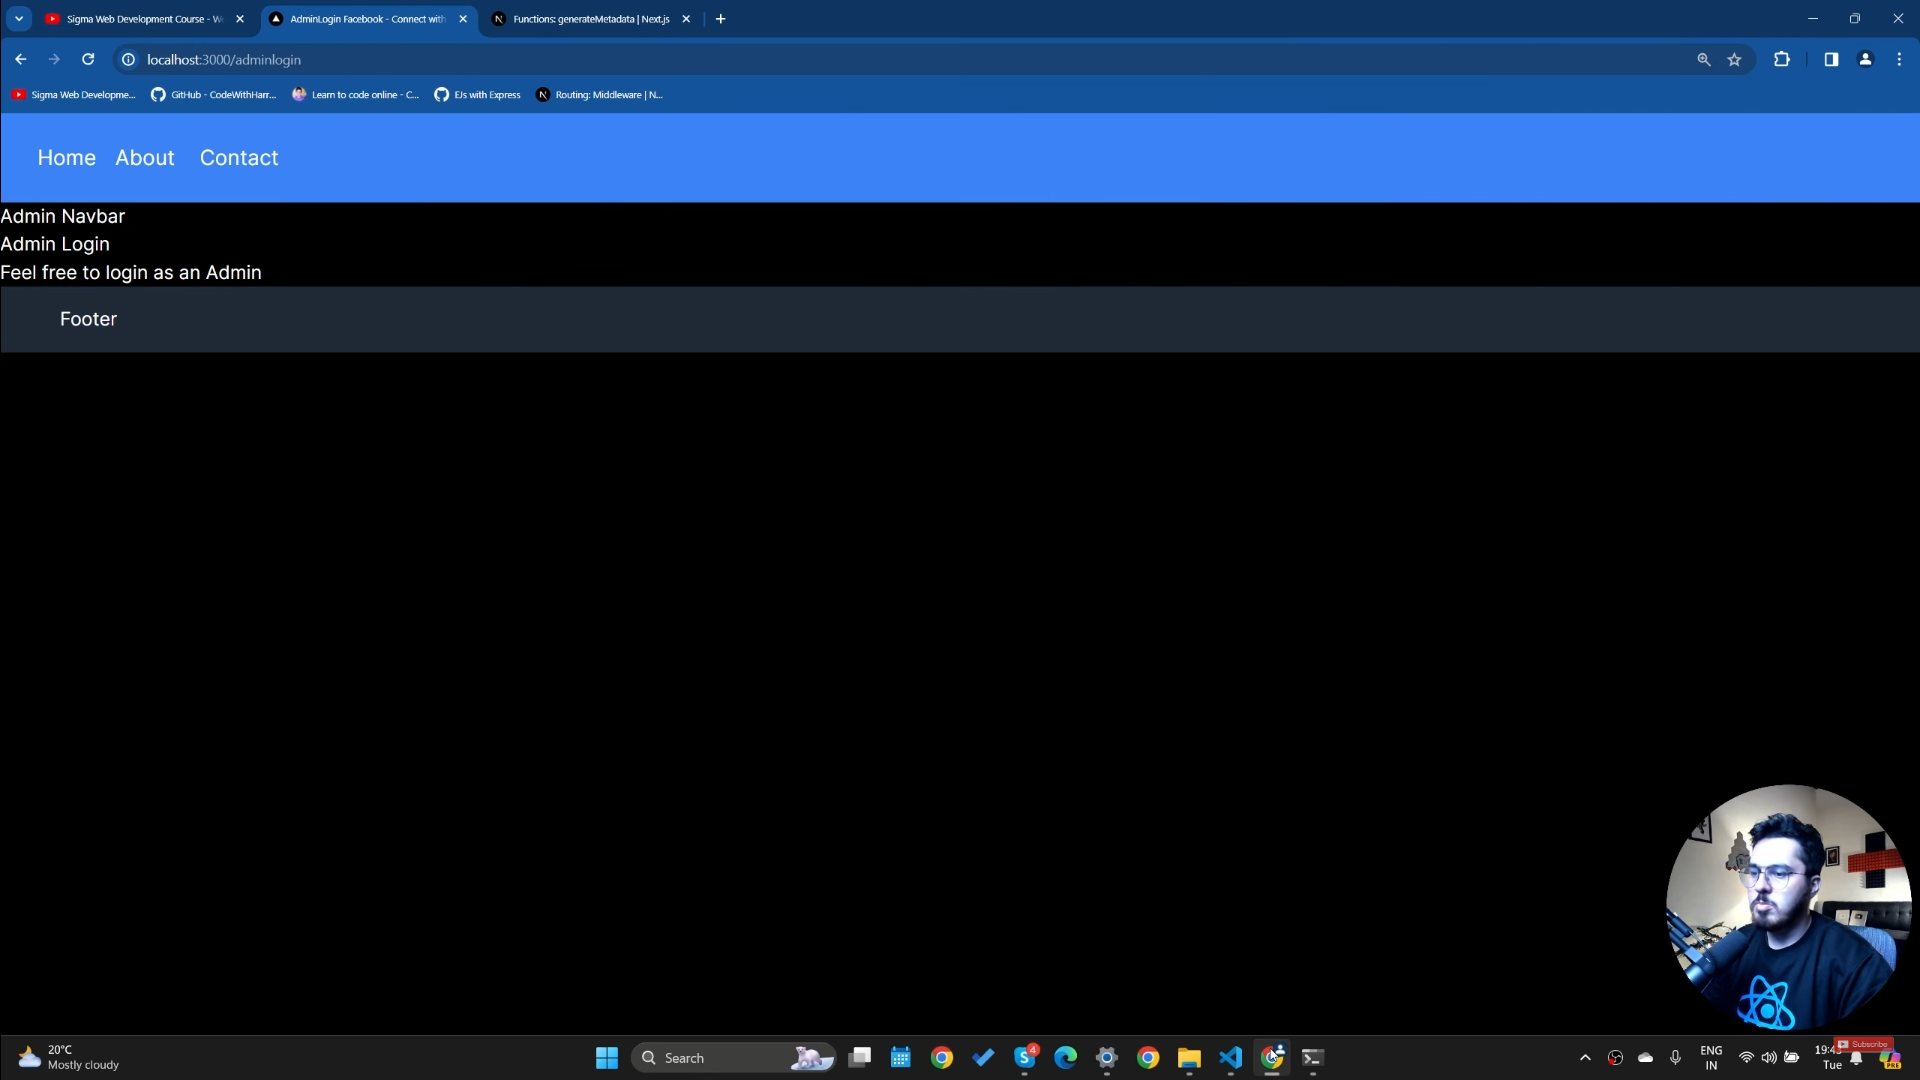 Sigma Web Development Course - W
AdminLogin Facebook - Connect with
Functions: generateMetadata | Next.js
localhost:3000/adminlogin
Sigma Web Developme...
GitHub - CodeWithHarr...
Learn to code online - C...
EJs with Express
Routing: Middleware | N...
Home About Contact
Admin Navbar
Admin Login
Feel free to login as an Admin
Footer
20°C
Mostly cloudy
Search
4
ENG
IN
Tue
Subscribe
PRE